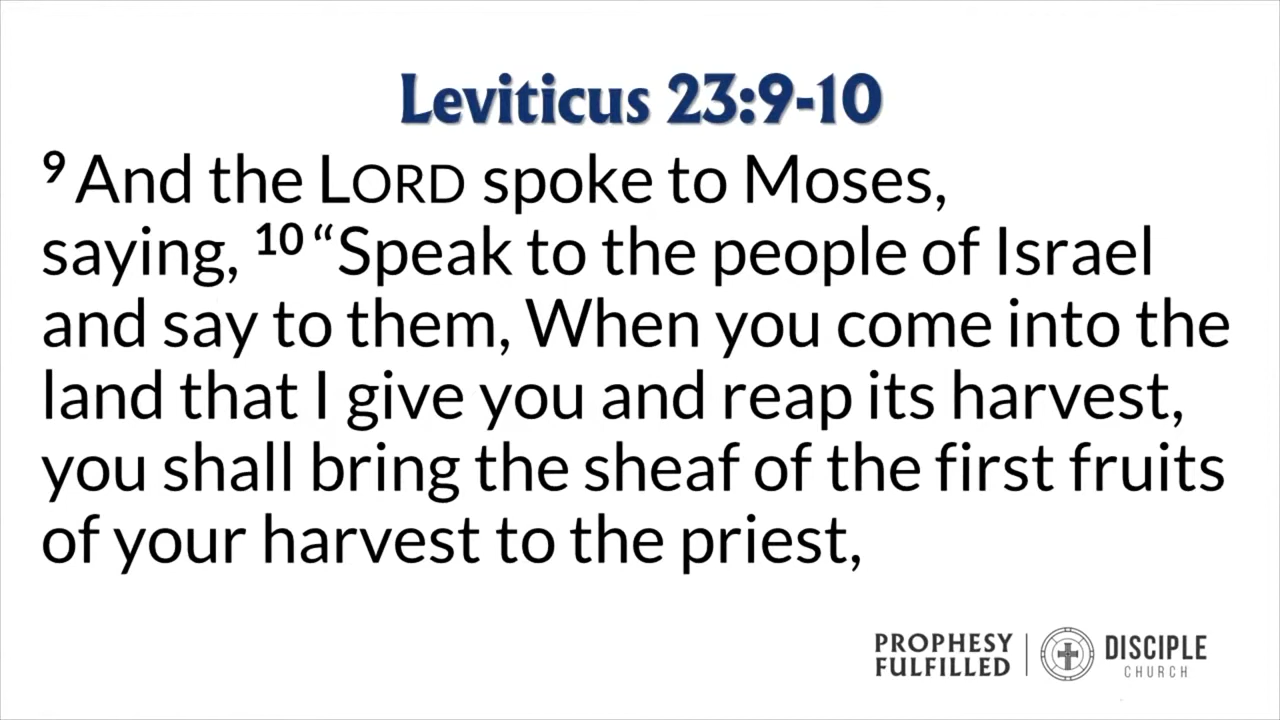 Leviticus 23:9-10
⁹ And the LORD spoke to Moses,
saying, ¹⁰ “Speak to the people of Israel
and say to them, When you come into the
land that I give you and reap its harvest,
you shall bring the sheaf of the first fruits
of your harvest to the priest,
PROPHESY
FULFILLED
DISCIPLE
CHURCH